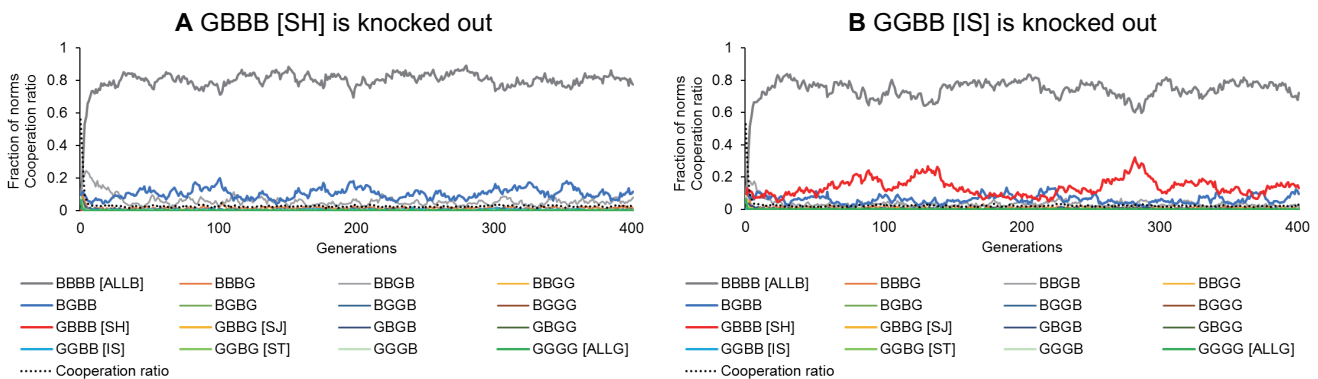 A GBBB [SH] is knocked out
Fraction of norms
Cooperation ratio
1
0.8
0.6
0.4
0.2
0
0
100
200
300
400
Generations
BBBB [ALLB]
BBBG
BBGB
BBGG
BGBB
BGBG
BGGB
BGGG
GBBB [SH]
GBBG [SJ]
GBGB
GBGG
GGBB [IS]
GGBG [ST]
GGGB
GGGG [ALLG]
Cooperation ratio
B GGBB [IS] is knocked out
Fraction of norms
Cooperation ratio
1
0.8
0.6
0.4
0.2
0
0
100
200
300
400
Generations
BBBB [ALLB]
BBBG
BBGB
BBGG
BGBB
BGBG
BGGB
BGGG
GBBB [SH]
GBBG [SJ]
GBGB
GBGG
GGBB [IS]
GGBG [ST]
GGGB
GGGG [ALLG]
Cooperation ratio